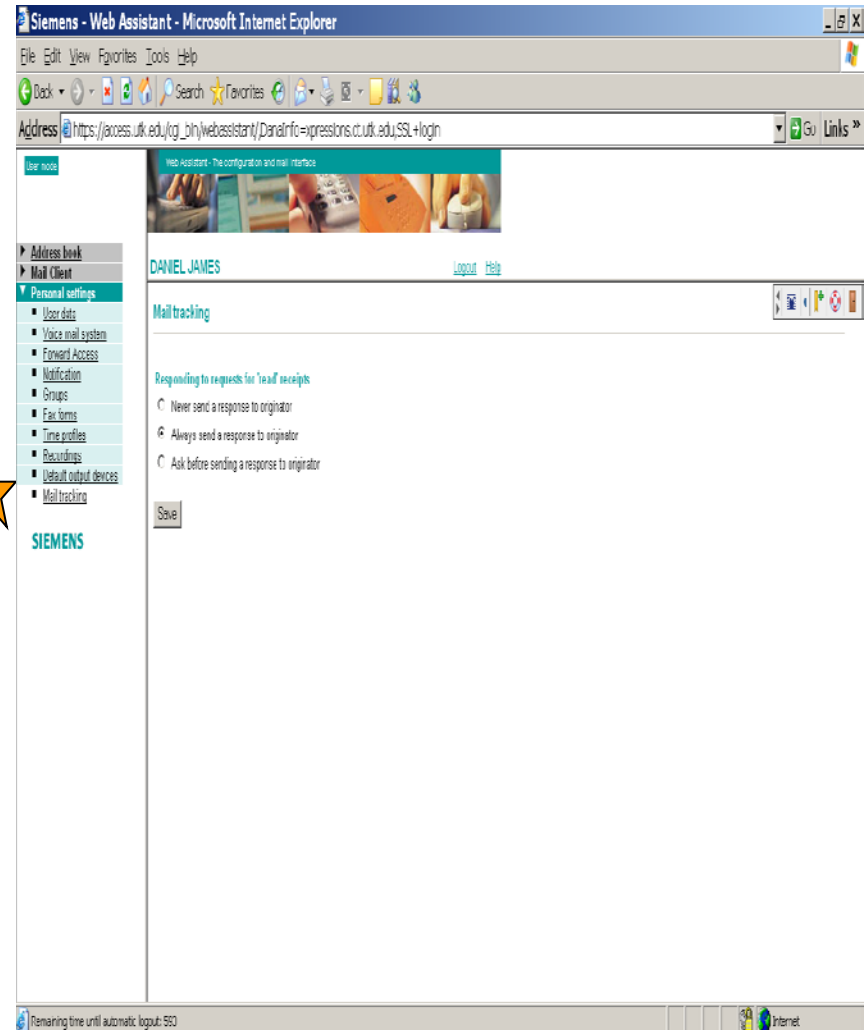 Siemens - Web Assistant - Microsoft Internet Explorer
File Edit View Favorites Tools Help
Back Search Favorites
Address https://access.utk.edu/cgi_bin/webassistant/,DanaInfo=xpressions.ct.utk.edu,SSL+login Go Links »
User mode
Web Assistant - The configuration and mail interface
Address book
Mail Client
DANIEL JAMES Logout Help
Personal settings
User data
Voice mail system
Forward Access
Notification
Groups
Fax forms
Time profiles
Recordings
Default output devices
Mail tracking
SIEMENS
Mail tracking
Responding to requests for 'read' receipts
Never send a response to originator
Always send a response to originator
Ask before sending a response to originator
Save
Remaining time until automatic logout: 593
Internet